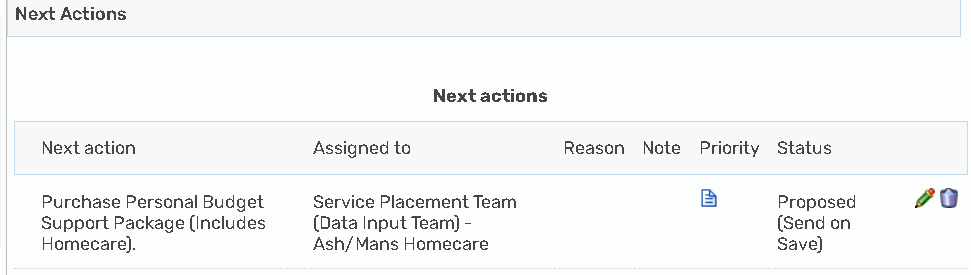 Next Actions
Next actions
Next action Assigned to Reason Note Priority Status
Purchase Personal Budget Service Placement Team Proposed
Support Package (Includes (Data Input Team) - (Send on
Homecare). Ash/Mans Homecare Save)